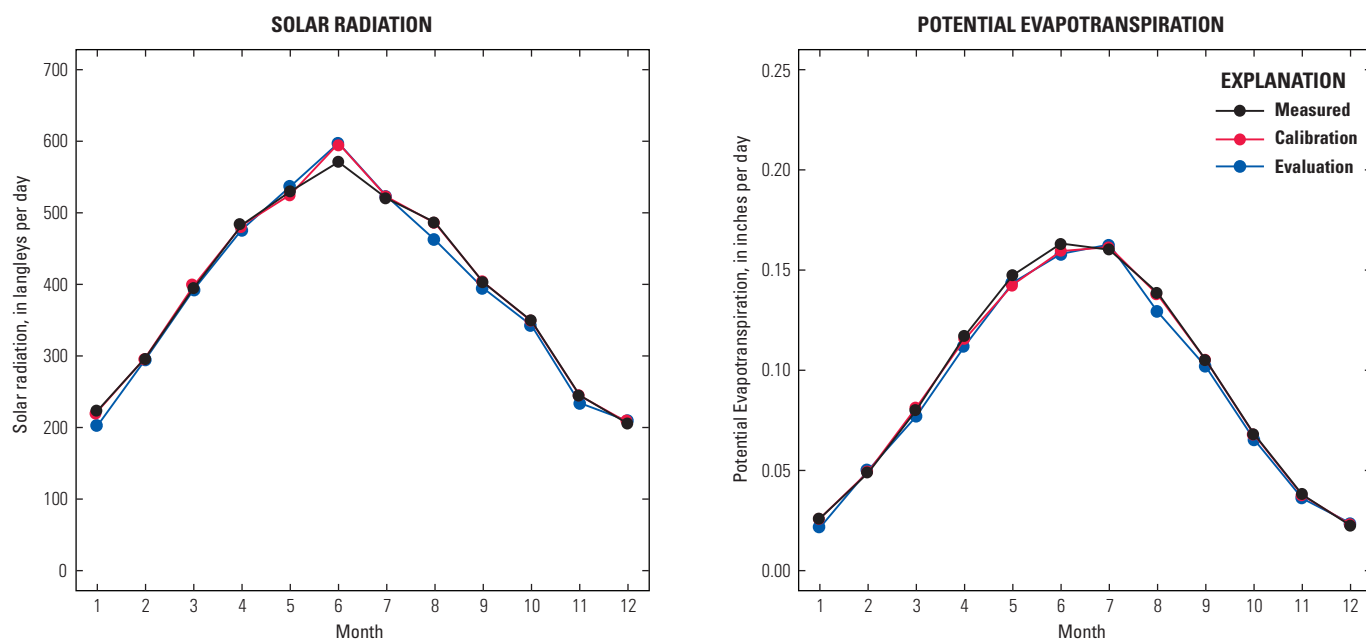 SOLAR RADIATION
700
600
500
400
300
200
100
0
Solar radiation, in langleys per day
1 2 3 4 5 6 7 8 9 10 11 12
Month
POTENTIAL EVAPOTRANSPIRATION
0.25
0.20
0.15
0.10
0.05
0.00
Potential Evapotranspiration, in inches per day
EXPLANATION
Measured
Calibration
Evaluation
1 2 3 4 5 6 7 8 9 10 11 12
Month